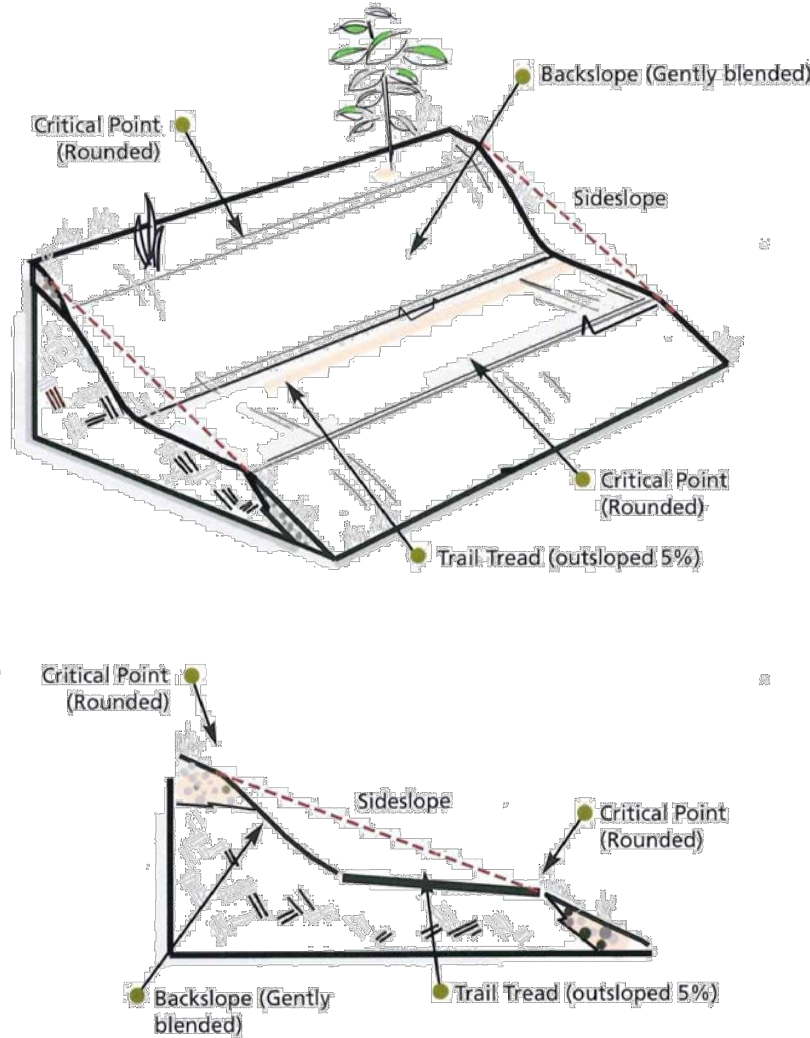 Backslope (Gently blended)
Critical Point
(Rounded)
Sideslope
Critical Point
(Rounded)
Trail Tread (outsloped 5%)
Critical Point
(Rounded)
Sideslope
Critical Point
(Rounded)
Backslope (Gently
blended)
Trail Tread (outsloped 5%)